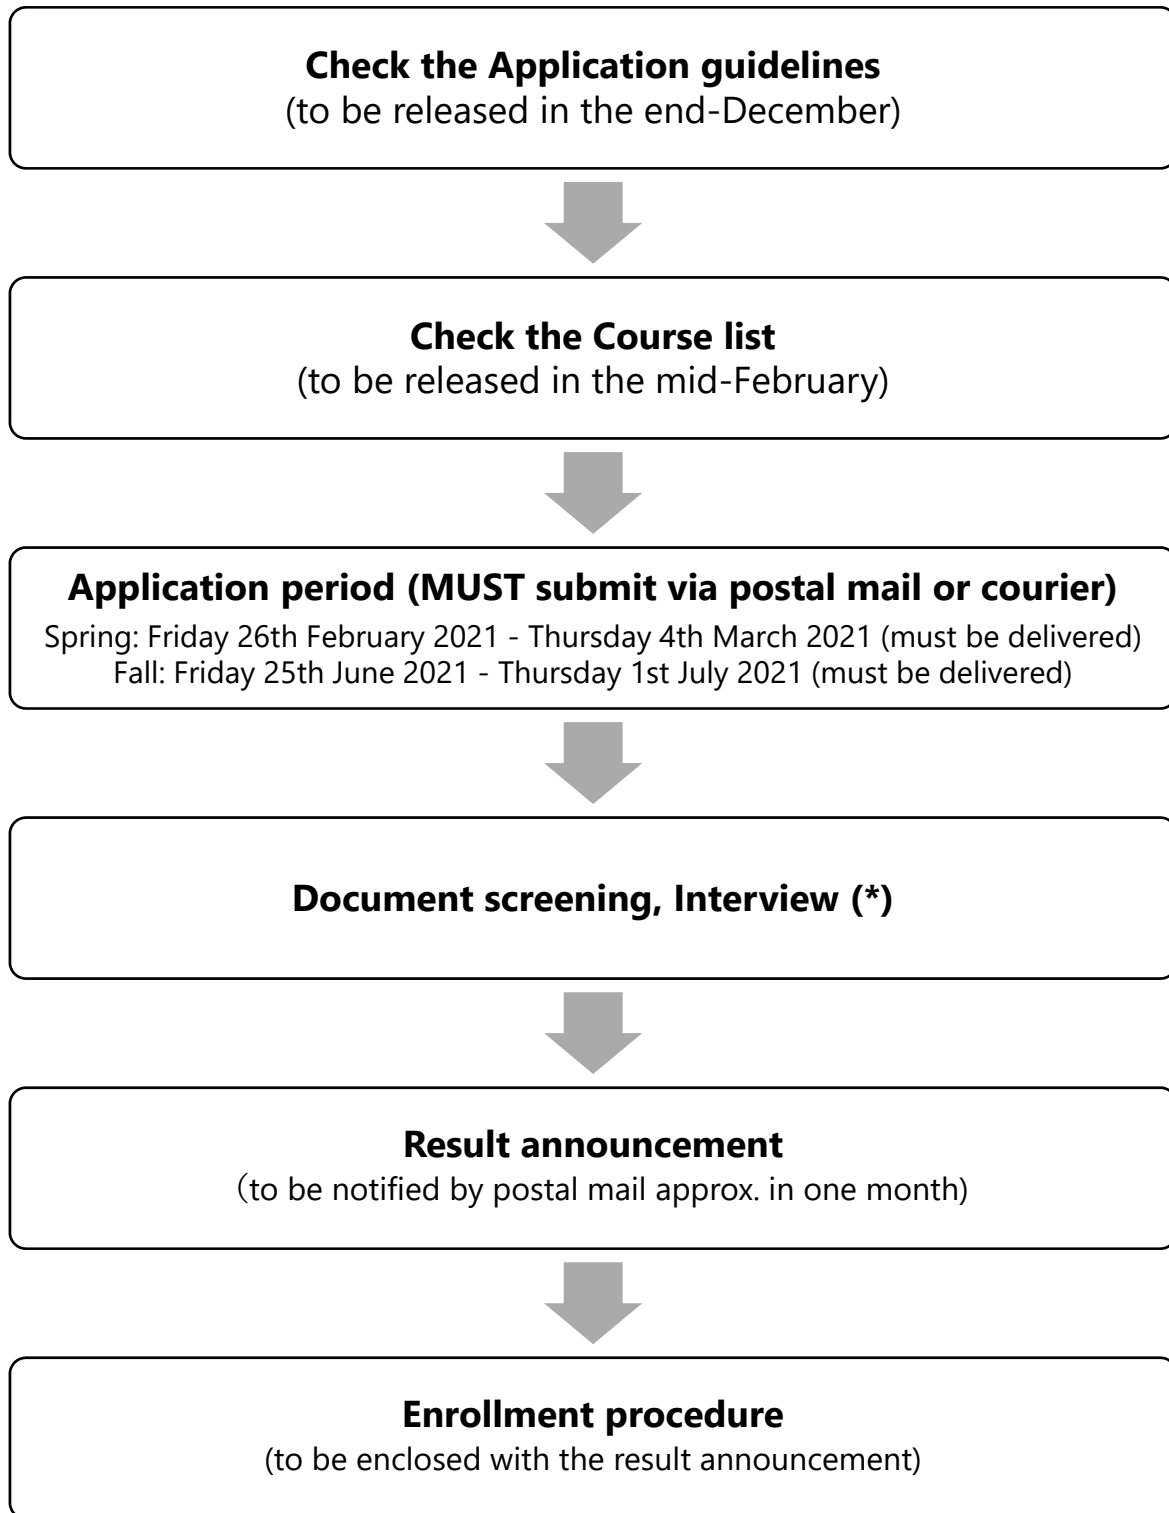 Check the Application guidelines
(to be released in the end-December)
Check the Course list
(to be released in the mid-February)
Application period (MUST submit via postal mail or courier)
Spring: Friday 26th February 2021 - Thursday 4th March 2021 (must be delivered)
Fall: Friday 25th June 2021 - Thursday 1st July 2021 (must be delivered)
Document screening, Interview (*)
Result announcement
（to be notified by postal mail approx. in one month)
Enrollment procedure
(to be enclosed with the result announcement)